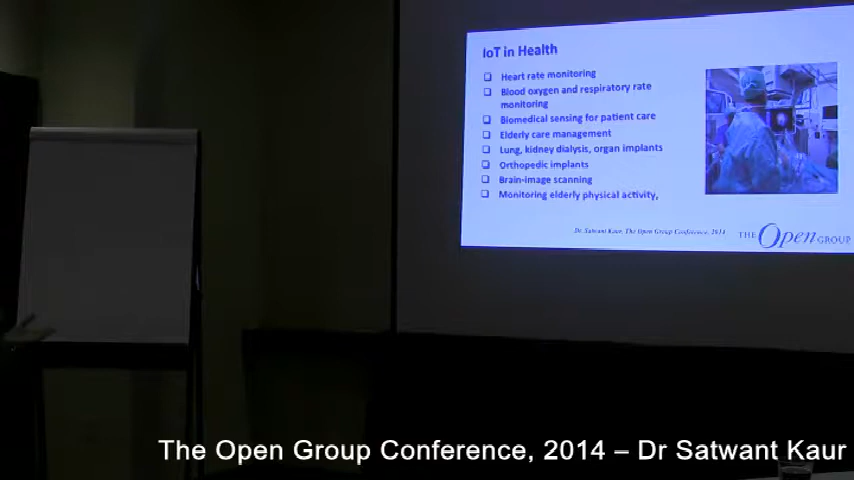 IoT in Health
Heart rate monitoring
Blood oxygen and respiratory rate
monitoring
Biomedical sensing for patient care
Elderly care management
Lung, kidney dialysis, organ implants
Orthopedic implants
Brain-image scanning
Monitoring elderly physical activity,
Dr Satwant Kaur, The Open Group Conference, 2014
THE Open GROUP
The Open Group Conference, 2014 – Dr Satwant Kaur